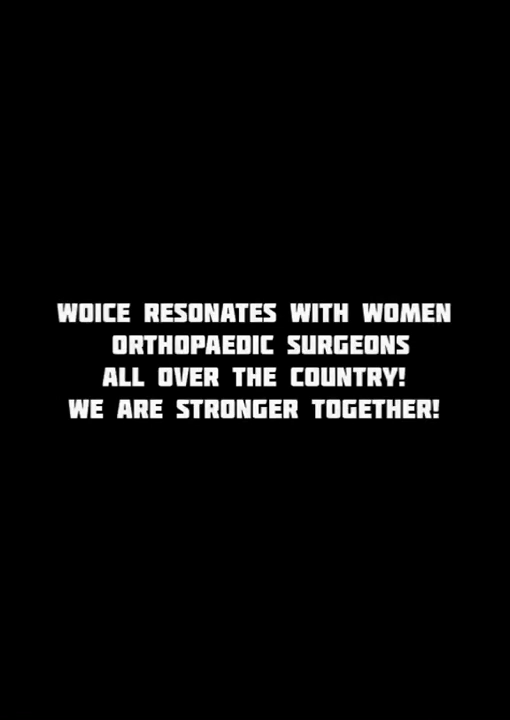 WOICE RESONATES WITH WOMEN
ORTHOPAEDIC SURGEONS
ALL OVER THE COUNTRY!
WE ARE STRONGER TOGETHER!